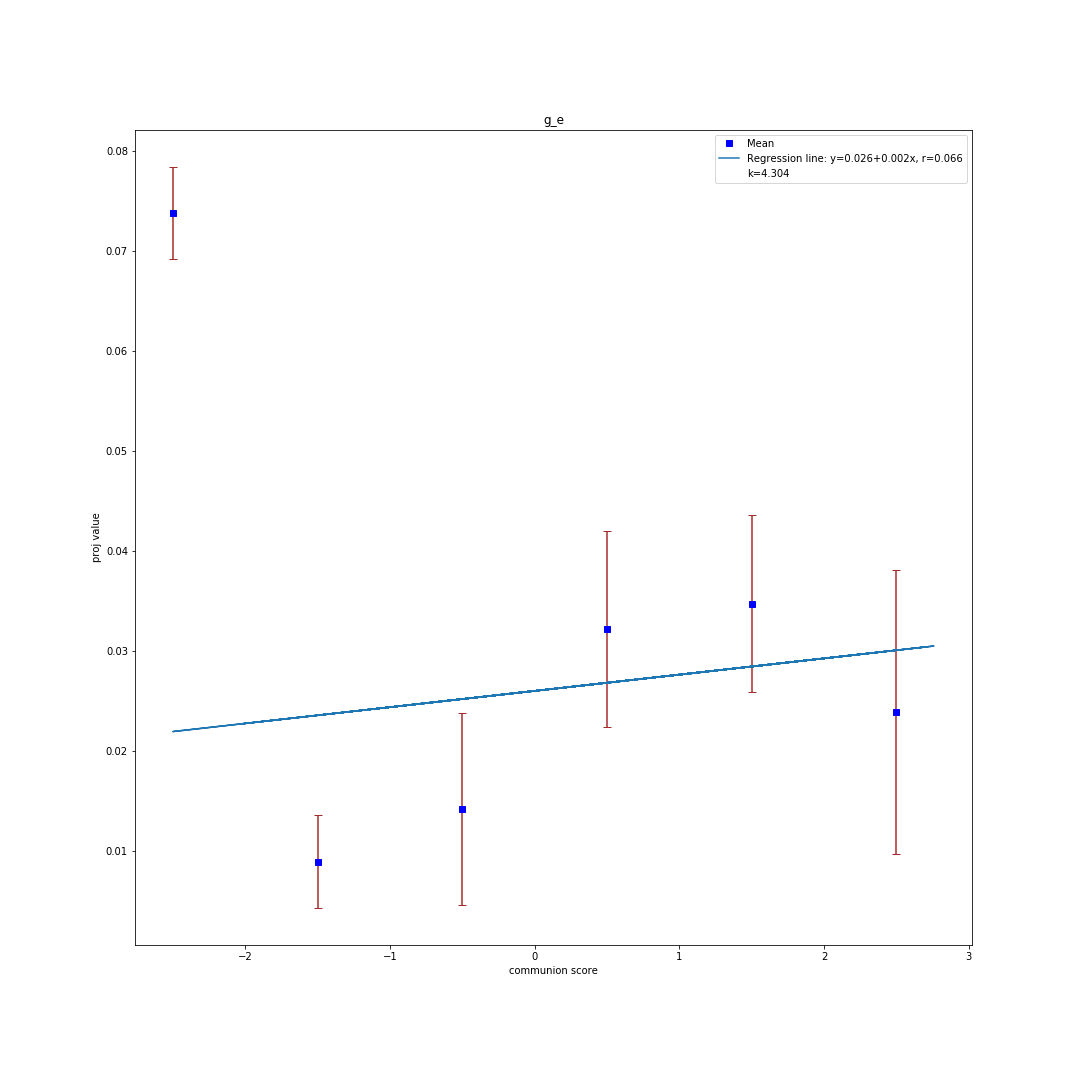 g_e
Mean
Regression line: y=0.026+0.002x, r=0.066
k=4.304
0.08
0.07
0.06
0.05
0.04
0.03
0.02
0.01
proj value
−2
−1
0
1
2
3
communion score